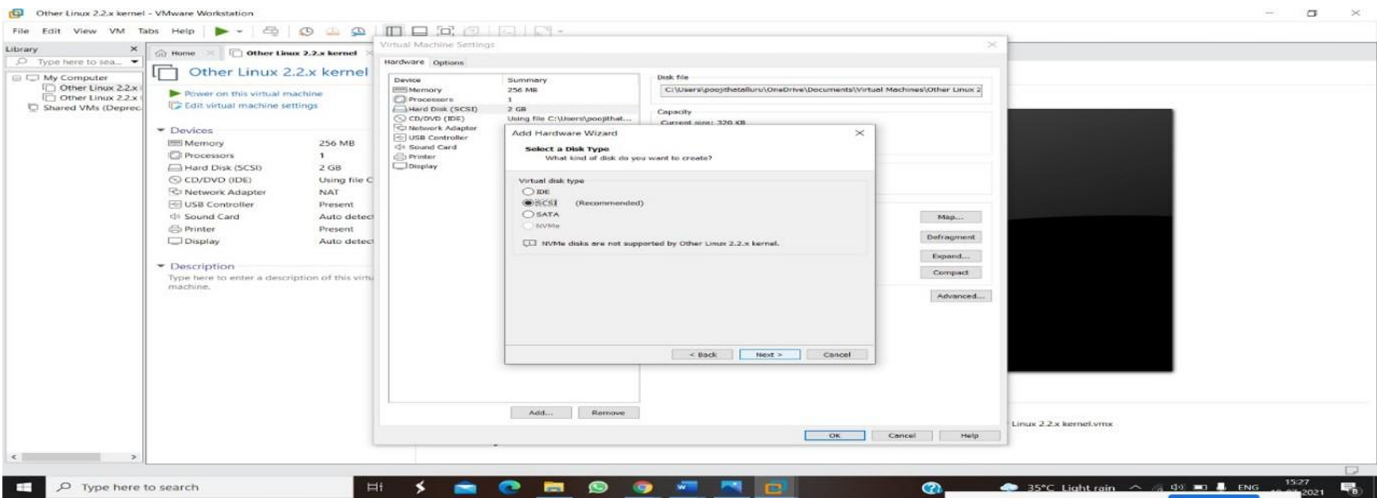 Other Linux 2.2.x kernel - VMware Workstation
File Edit View VM Tabs Help
Library
Type here to sea...
My Computer
Other Linux 2.2.x
Other Linux 2.2.x
Shared VMs (Deprec
Home
Other Linux 2.2.x kernel
Other Linux 2.2.x kernel
Power on this virtual machine
Edit virtual machine settings
Devices
Memory 256 MB
Processors 1
Hard Disk (SCSI) 2 GB
CD/DVD (IDE) Using file C
Network Adapter NAT
USB Controller Present
Sound Card Auto detect
Printer Present
Display Auto detect
Description
Type here to enter a description of this virtu
machine.
Virtual Machine Settings
Hardware Options
Device Summary
Memory 256 MB
Processors 1
Hard Disk (SCSI) 2 GB
CD/DVD (IDE) Using file C:\Users\poojithat...
Network Adapter
USB Controller
Sound Card
Printer
Display
Add... Remove
Disk file
C:\Users\poojithatalluru\OneDrive\Documents\Virtual Machines\Other Linux 2
Capacity
Current size: 320 KB
Map...
Defragment
Expand...
Compact
Advanced...
Add Hardware Wizard
Select a Disk Type
What kind of disk do you want to create?
Virtual disk type
IDE
SCSI (Recommended)
SATA
NVMe
NVMe disks are not supported by Other Linux 2.2.x kernel.
< Back Next > Cancel
OK Cancel Help
Linux 2.2.x kernel.vmx
Type here to search
35°C Light rain
ENG
15:27